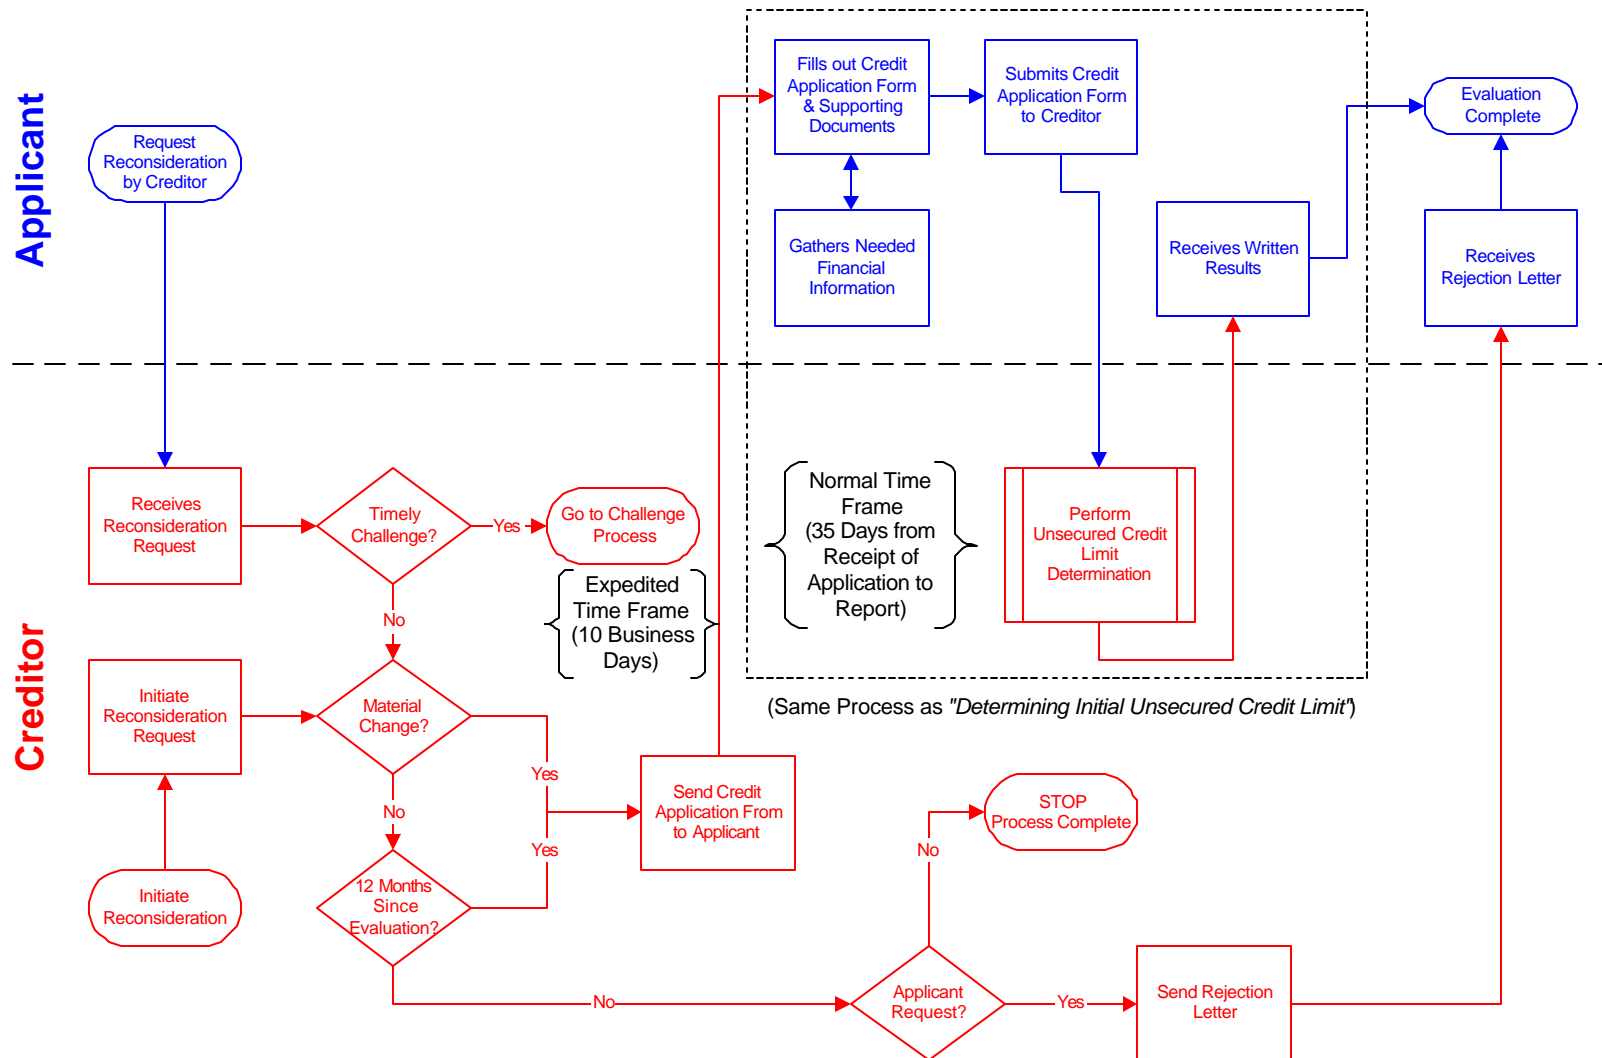 Applicant
Request
Reconsideration
by Creditor
Fills out Credit
Application Form
& Supporting
Documents
Submits Credit
Application Form
to Creditor
Evaluation
Complete
Gathers Needed
Financial
Information
Receives Written
Results
Receives
Rejection Letter
Creditor
Receives
Reconsideration
Request
Timely
Challenge?
Yes
Go to Challenge
Process
No
Expedited
Time Frame
(10 Business
Days)
Normal Time
Frame
(35 Days from
Receipt of
Application to
Report)
Perform
Unsecured Credit
Limit
Determination
(Same Process as "Determining Initial Unsecured Credit Limit")
Initiate
Reconsideration
Request
Material
Change?
Yes
No
Send Credit
Application From
to Applicant
Yes
Initiate
Reconsideration
12 Months
Since
Evaluation?
No
Applicant
Request?
No
STOP
Process Complete
Yes
Send Rejection
Letter